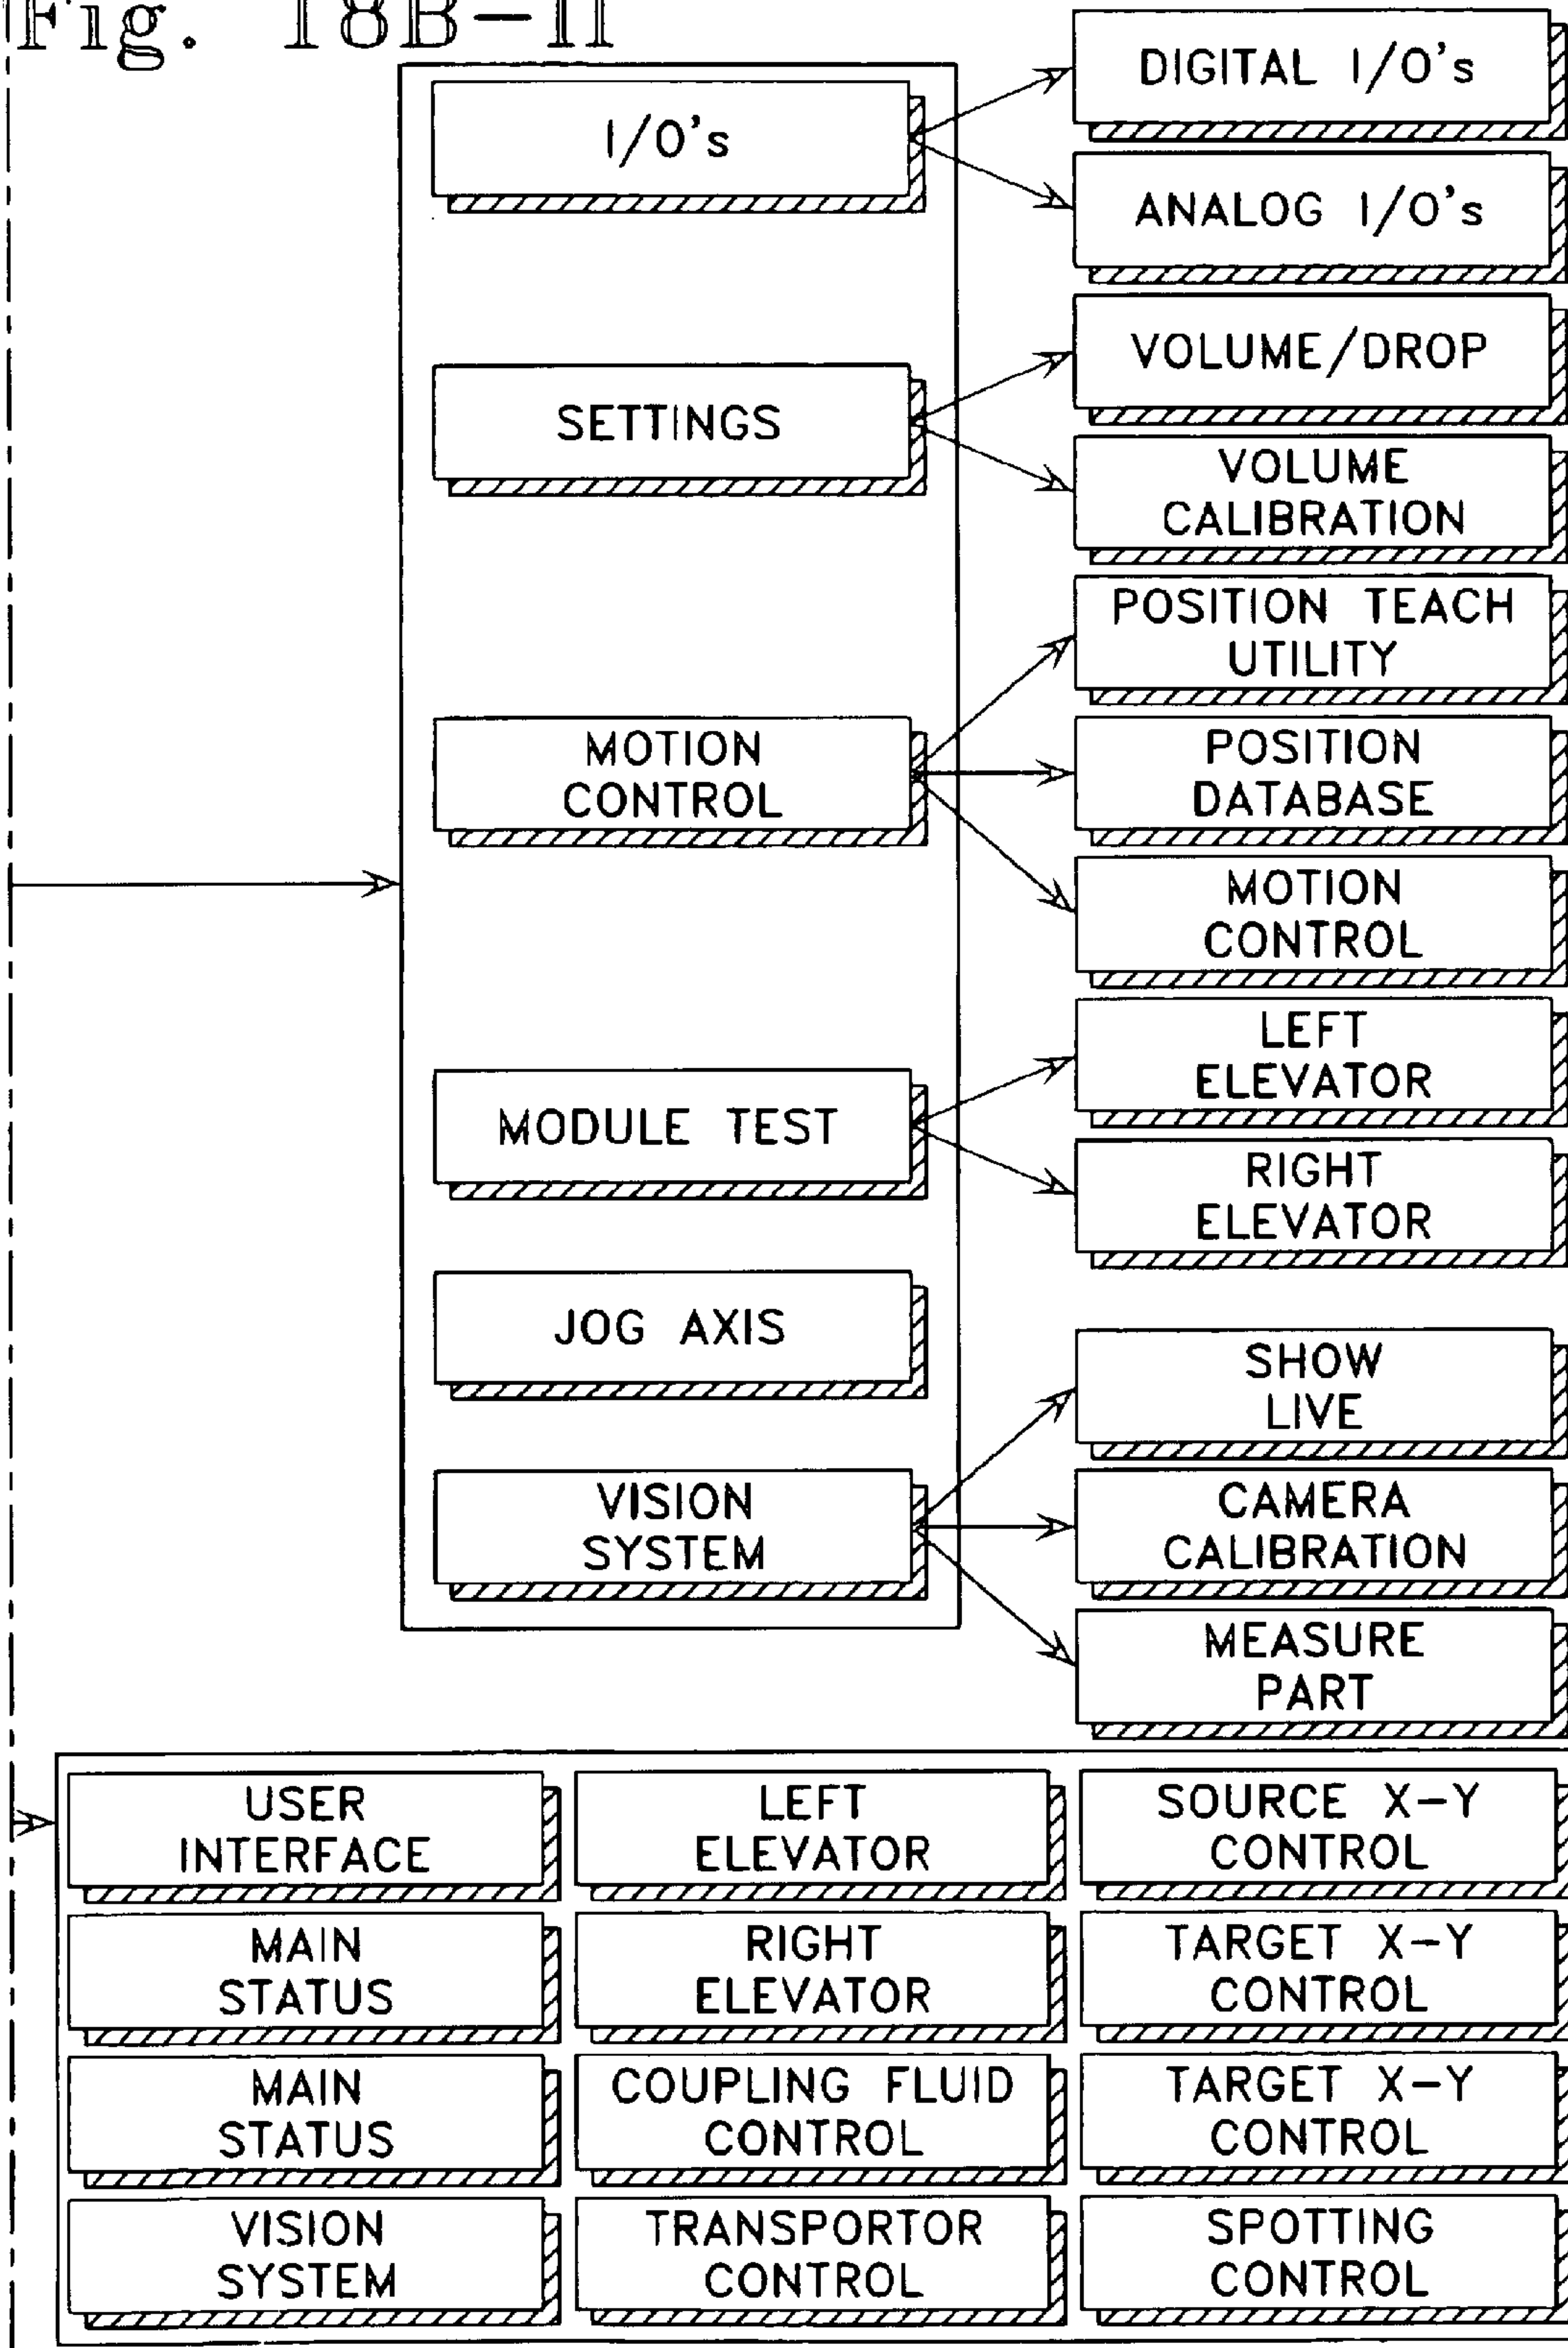 Fig. 18B-II
I/O's
DIGITAL I/O's
ANALOG I/O's
SETTINGS
VOLUME/DROP
VOLUME
CALIBRATION
MOTION
CONTROL
POSITION TEACH
UTILITY
POSITION
DATABASE
MOTION
CONTROL
MODULE TEST
LEFT
ELEVATOR
RIGHT
ELEVATOR
JOG AXIS
VISION
SYSTEM
SHOW
LIVE
CAMERA
CALIBRATION
MEASURE
PART
USER
INTERFACE
LEFT
ELEVATOR
SOURCE X-Y
CONTROL
MAIN
STATUS
RIGHT
ELEVATOR
TARGET X-Y
CONTROL
MAIN
STATUS
COUPLING FLUID
CONTROL
TARGET X-Y
CONTROL
VISION
SYSTEM
TRANSPORTOR
CONTROL
SPOTTING
CONTROL